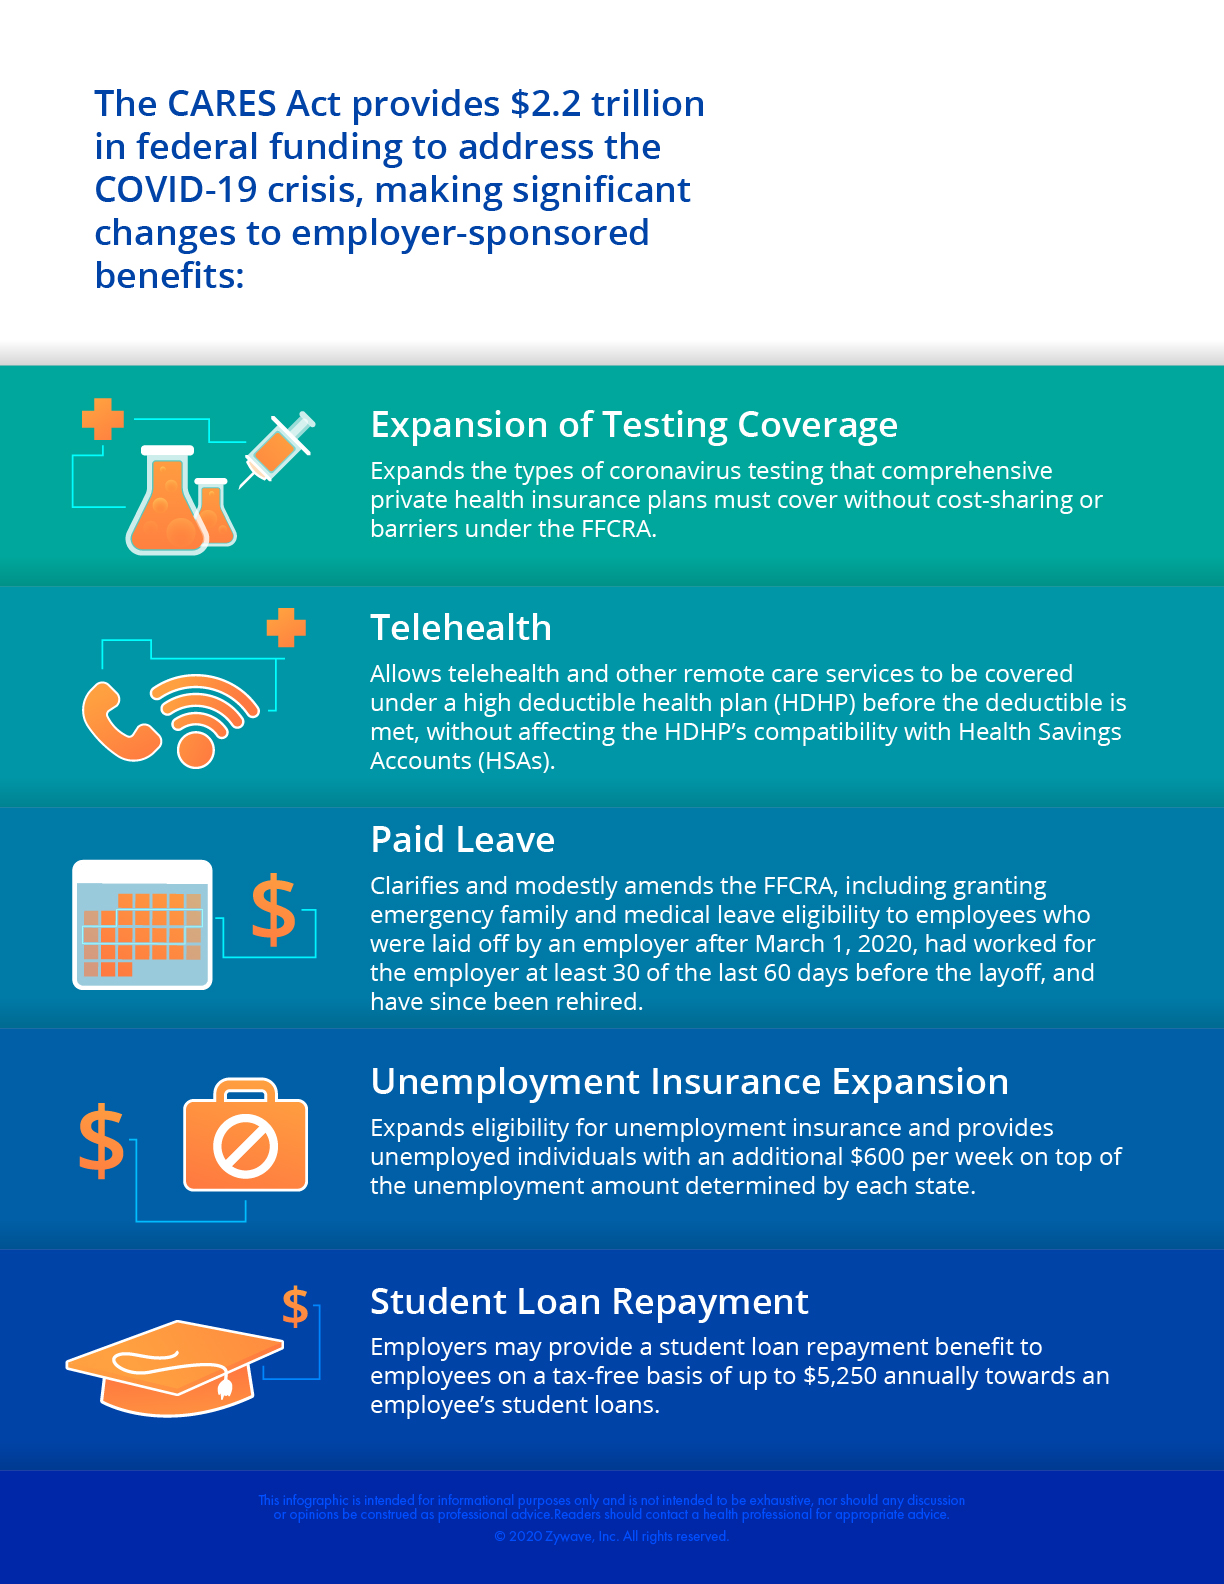 The CARES Act provides $2.2 trillion
in federal funding to address the
COVID-19 crisis, making significant
changes to employer-sponsored
benefits:
Expansion of Testing Coverage
Expands the types of coronavirus testing that comprehensive
private health insurance plans must cover without cost-sharing or
barriers under the FFCRA.
Telehealth
Allows telehealth and other remote care services to be covered
under a high deductible health plan (HDHP) before the deductible is
met, without affecting the HDHP’s compatibility with Health Savings
Accounts (HSAs).
Paid Leave
Clarifies and modestly amends the FFCRA, including granting
emergency family and medical leave eligibility to employees who
were laid off by an employer after March 1, 2020, had worked for
the employer at least 30 of the last 60 days before the layoff, and
have since been rehired.
$
Unemployment Insurance Expansion
Expands eligibility for unemployment insurance and provides
unemployed individuals with an additional $600 per week on top of
the unemployment amount determined by each state.
$
Student Loan Repayment
Employers may provide a student loan repayment benefit to
employees on a tax-free basis of up to $5,250 annually towards an
employee’s student loans.
$
This infographic is intended for informational purposes only and is not intended to be exhaustive, nor should any discussion
or opinions be construed as professional advice.Readers should contact a health professional for appropriate advice.
© 2020 Zywave, Inc. All rights reserved.